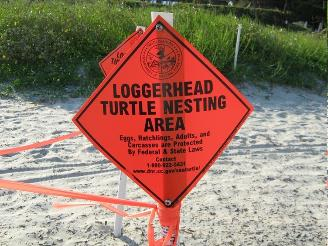 LOGGERHEAD
TURTLE NESTING
AREA
Eggs, Hatchlings, Adults, and
Carcasses are Protected
By Federal & State Laws
Contact
1-800-922-5431
www.dnr.sc.gov/seaturtle/